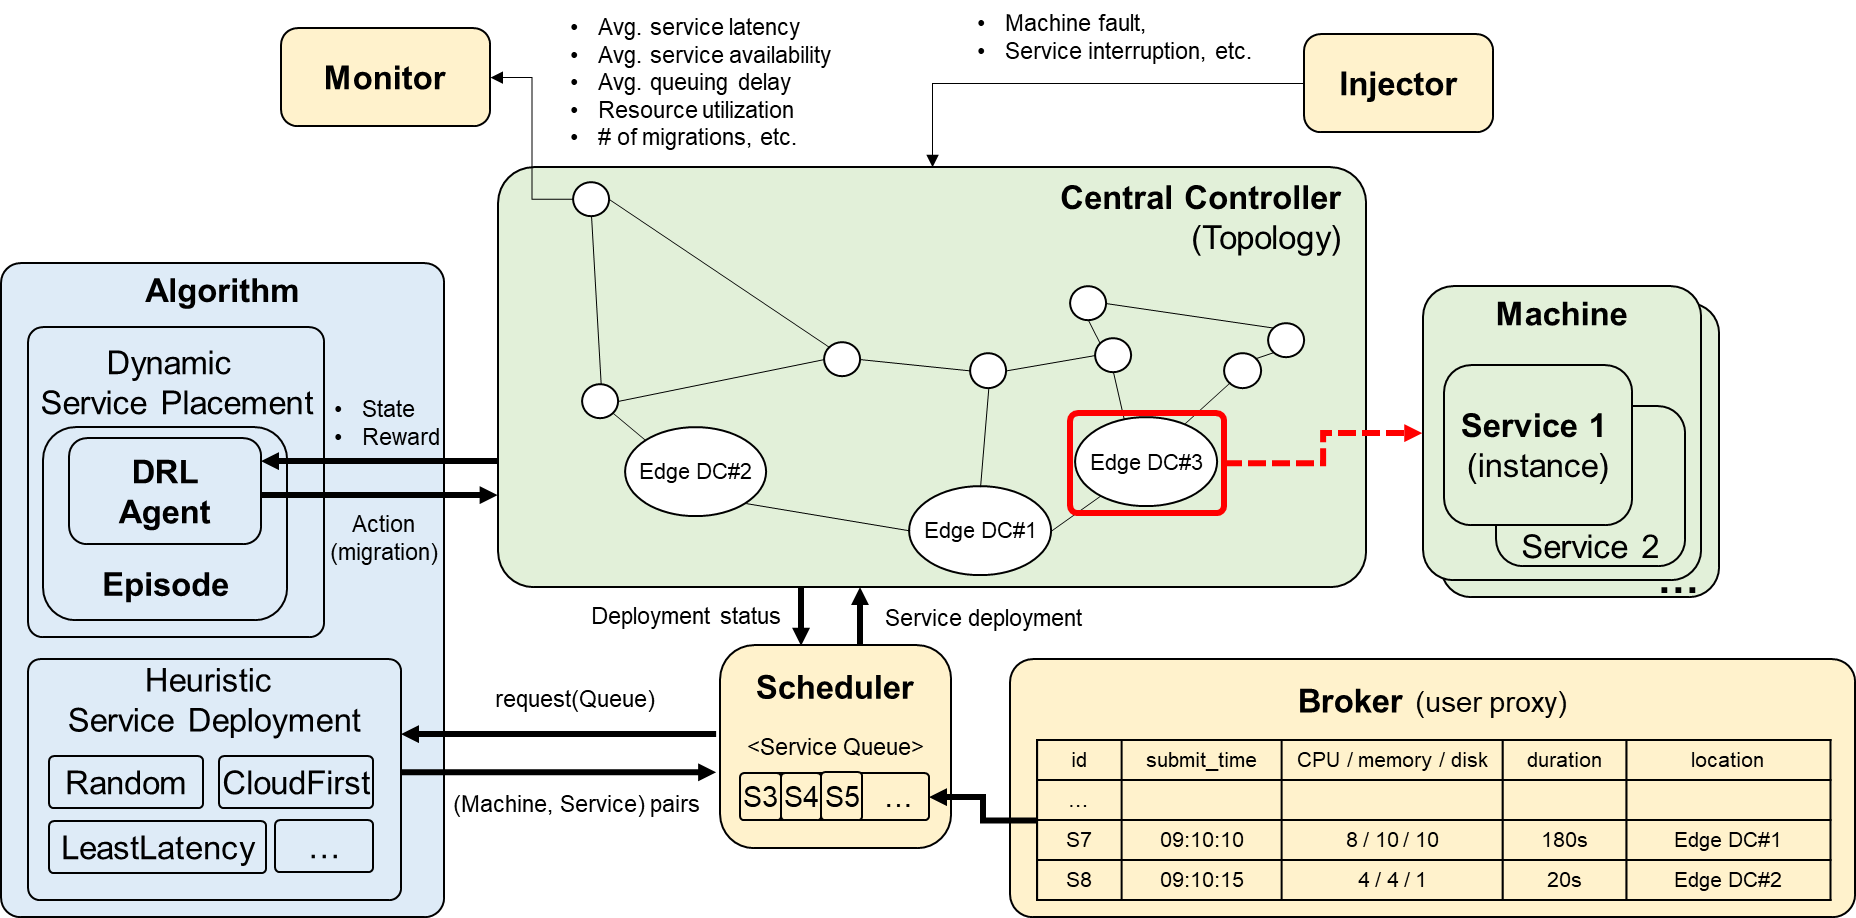 • Avg. service latency
• Avg. service availability
• Avg. queuing delay
• Resource utilization
• # of migrations, etc.
• Machine fault,
• Service interruption, etc.
Monitor
Injector
Central Controller
(Topology)
Edge DC#2
Edge DC#1
Edge DC#3
Machine
Service 1
(instance)
Service 2
...
Algorithm
Dynamic
Service Placement
• State
• Reward
DRL
Agent
Action
(migration)
Episode
Deployment status
Service deployment
Heuristic
Service Deployment
Random
CloudFirst
LeastLatency
...
request(Queue)
(Machine, Service) pairs
Scheduler
<Service Queue>
S3 S4 S5 ...
Broker (user proxy)
id submit_time CPU / memory / disk duration location
...
S7 09:10:10 8 / 10 / 10 180s Edge DC#1
S8 09:10:15 4 / 4 / 1 20s Edge DC#2